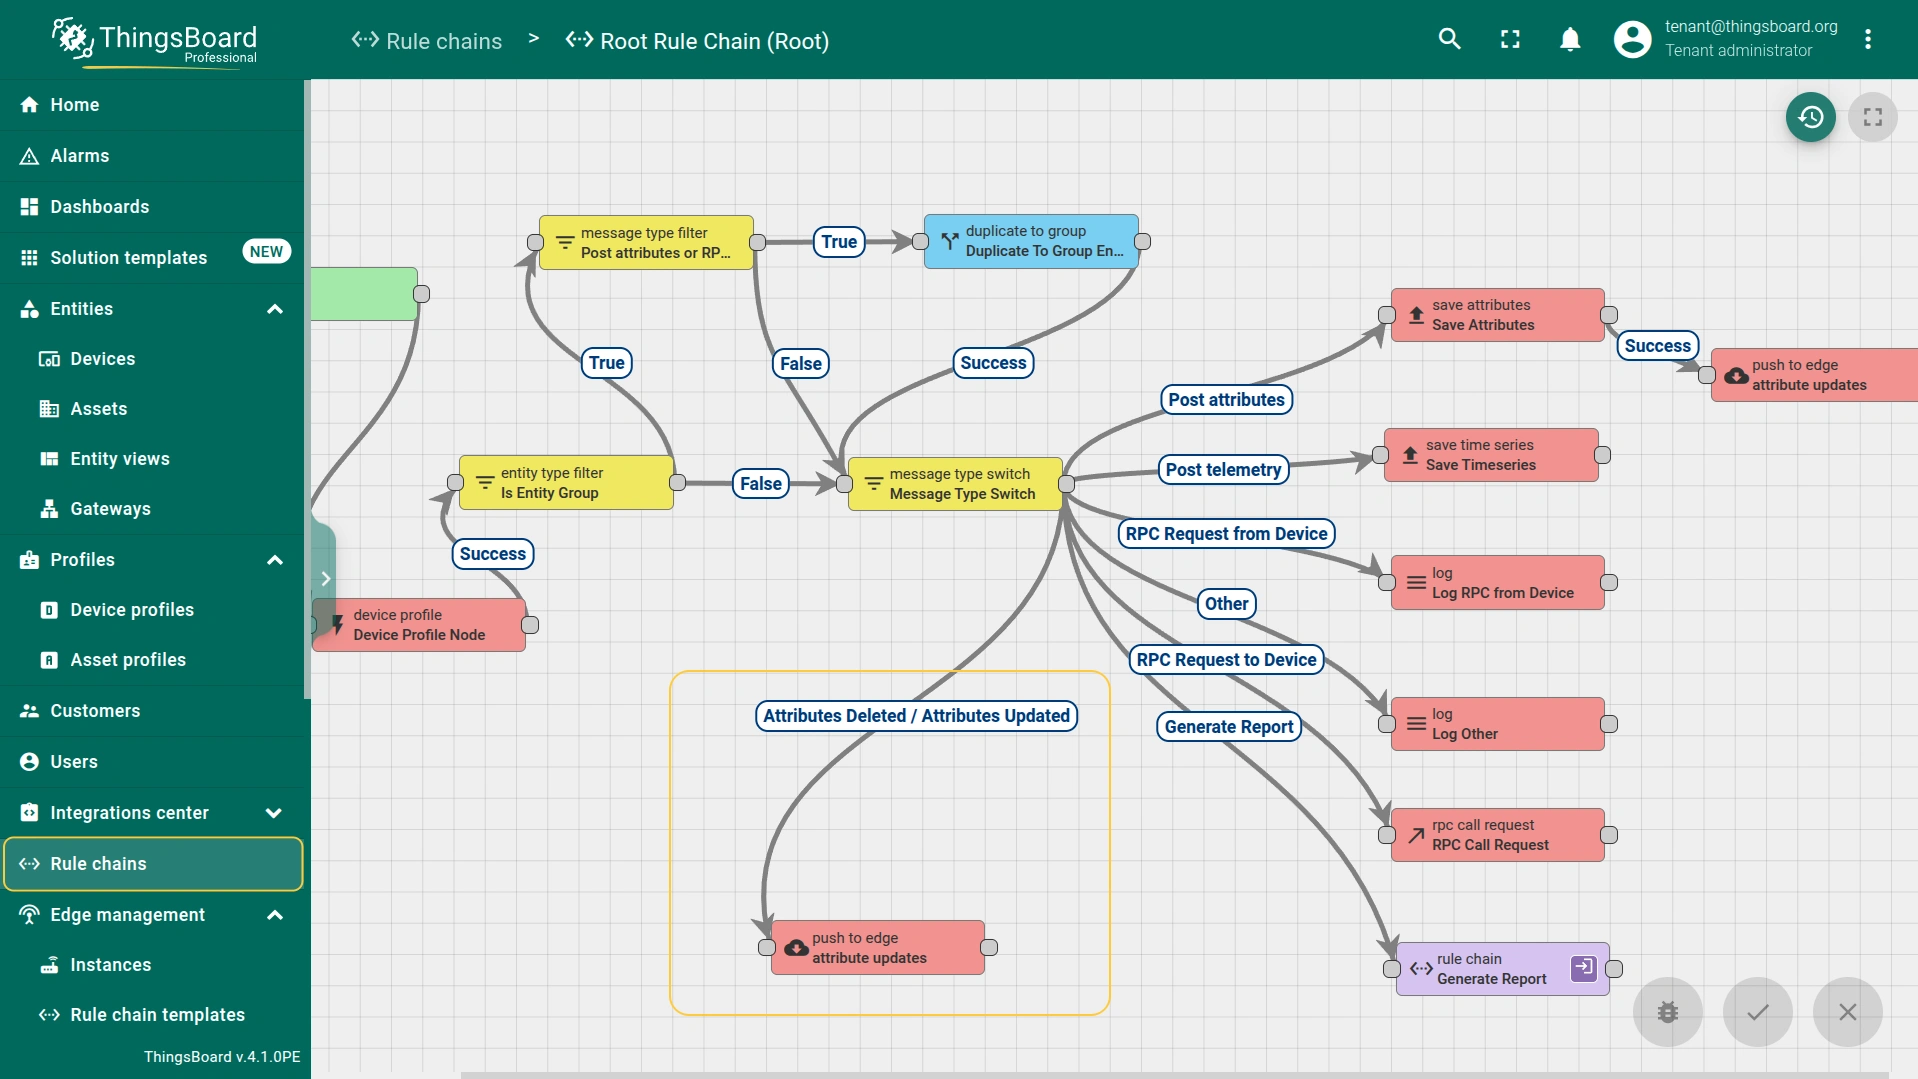 ThingsBoard
Professional
Rule chains > Root Rule Chain (Root)
tenant@thingsboard.org
Tenant administrator
Home
Alarms
Dashboards
Solution templates
NEW
Entities
Devices
Assets
Entity views
Gateways
Profiles
Device profiles
Asset profiles
Customers
Users
Integrations center
Rule chains
Edge management
Instances
Rule chain templates
ThingsBoard v.4.1.0PE
message type filter
Post attributes or RP...
True
duplicate to group
Duplicate To Group En...
True
False
Success
entity type filter
Is Entity Group
False
message type switch
Message Type Switch
Success
device profile
Device Profile Node
Post attributes
save attributes
Save Attributes
Success
push to edge
attribute updates
Post telemetry
save time series
Save Timeseries
RPC Request from Device
log
Log RPC from Device
Other
log
Log Other
RPC Request to Device
rpc call request
RPC Call Request
Generate Report
rule chain
Generate Report
Attributes Deleted / Attributes Updated
push to edge
attribute updates